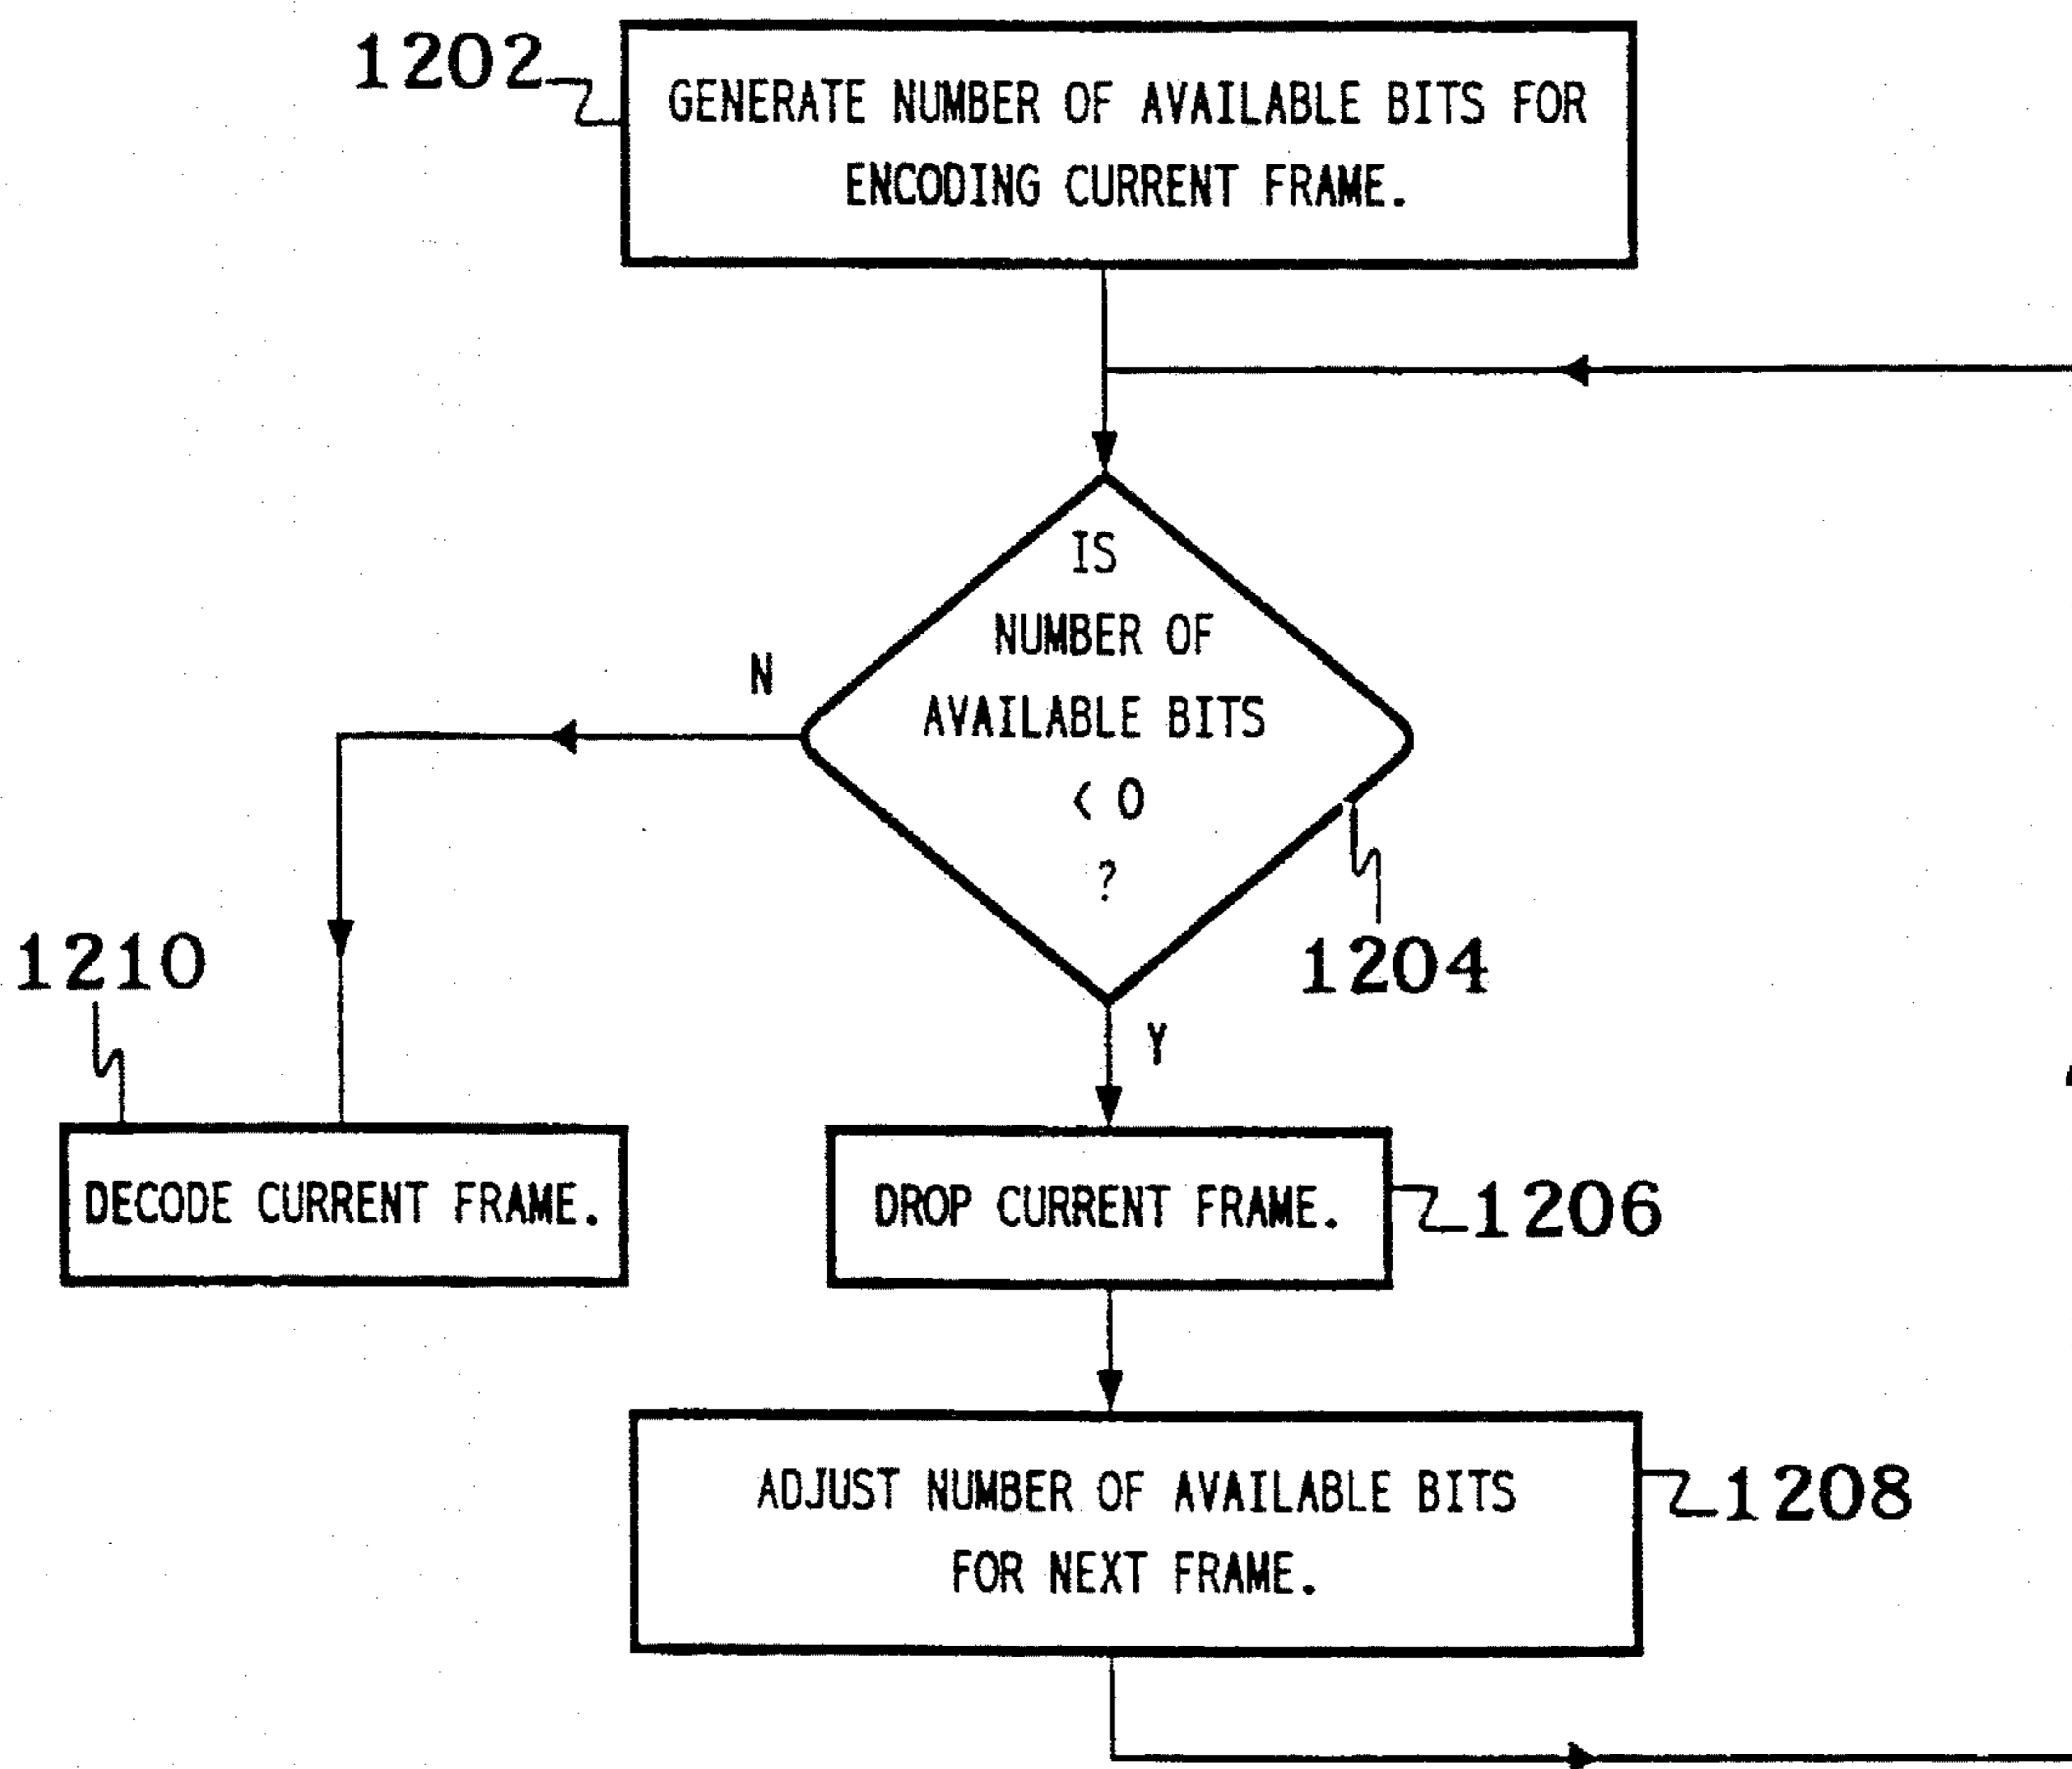 1202
GENERATE NUMBER OF AVAILABLE BITS FOR
ENCODING CURRENT FRAME.
IS
NUMBER OF
AVAILABLE BITS
< 0
?
N
1204
1210
Y
DECODE CURRENT FRAME.
DROP CURRENT FRAME.
1206
ADJUST NUMBER OF AVAILABLE BITS
FOR NEXT FRAME.
1208